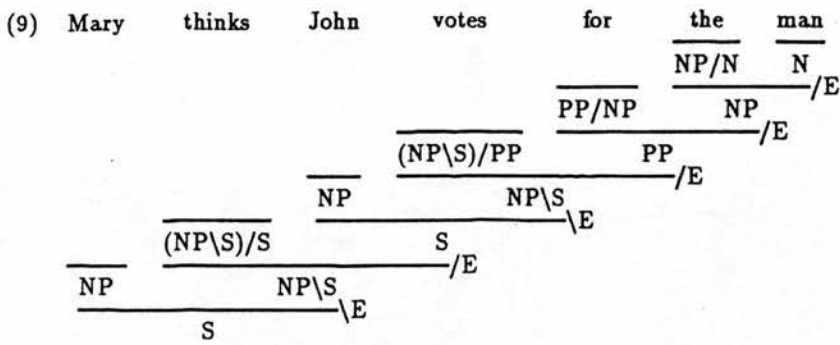 (9) Mary thinks John votes for the man
NP/N N /E
PP/NP NP /E
(NP\S)/PP PP /E
NP NP\S \E
(NP\S)/S S /E
NP NP\S \E
S